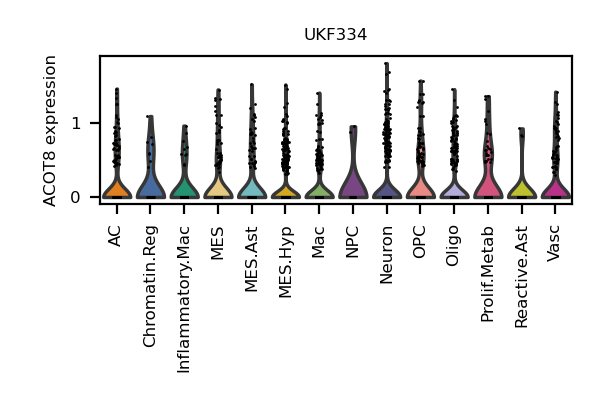 UKF334
ACOT8 expression
1
0
AC
Chromatin.Reg
Inflammatory.Mac
MES
MES.Ast
MES.Hyp
Mac
NPC
Neuron
OPC
Oligo
Prolif.Metab
Reactive.Ast
Vasc